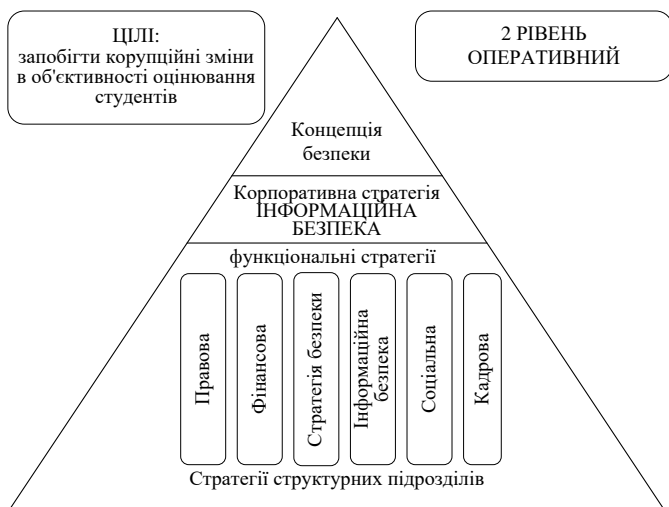 ЦІЛІ:
запобігти корупційні зміни
в об'єктивності оцінювання
студентів
2 РІВЕНЬ
ОПЕРАТИВНИЙ
Концепція
безпеки
Корпоративна стратегія
ІНФОРМАЦІЙНА
БЕЗПЕКА
функціональні стратегії
Правова
Фінансова
Стратегія безпеки
Інформаційна
безпека
Соціальна
Кадрова
Стратегії структурних підрозділів